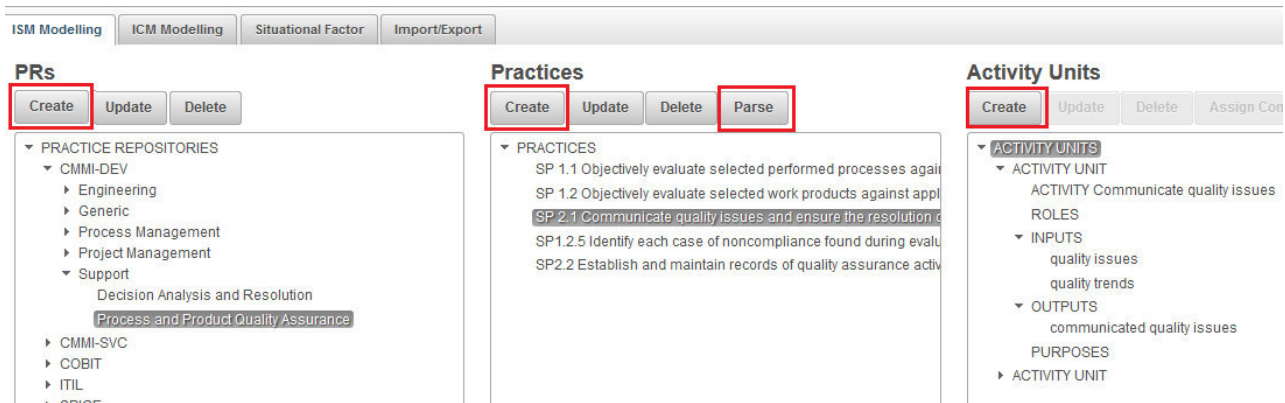 ISM Modelling
ICM Modelling
Situational Factor
Import/Export
PRs
Create
Update
Delete
PRACTICE REPOSITORIES
CMMI-DEV
Engineering
Generic
Process Management
Project Management
Support
Decision Analysis and Resolution
Process and Product Quality Assurance
CMMI-SVC
COBIT
ITIL
Practices
Create
Update
Delete
Parse
PRACTICES
SP 1.1 Objectively evaluate selected performed processes agai
SP 1.2 Objectively evaluate selected work products against appl
SP 2.1 Communicate quality issues and ensure the resolution
SP1.2.5 Identify each case of noncompliance found during evalu
SP2.2 Establish and maintain records of quality assurance activ
Activity Units
Create
Update
Delete
Assign Con
ACTIVITY UNITS
ACTIVITY UNIT
ACTIVITY Communicate quality issues
ROLES
INPUTS
quality issues
quality trends
OUTPUTS
communicated quality issues
PURPOSES
ACTIVITY UNIT